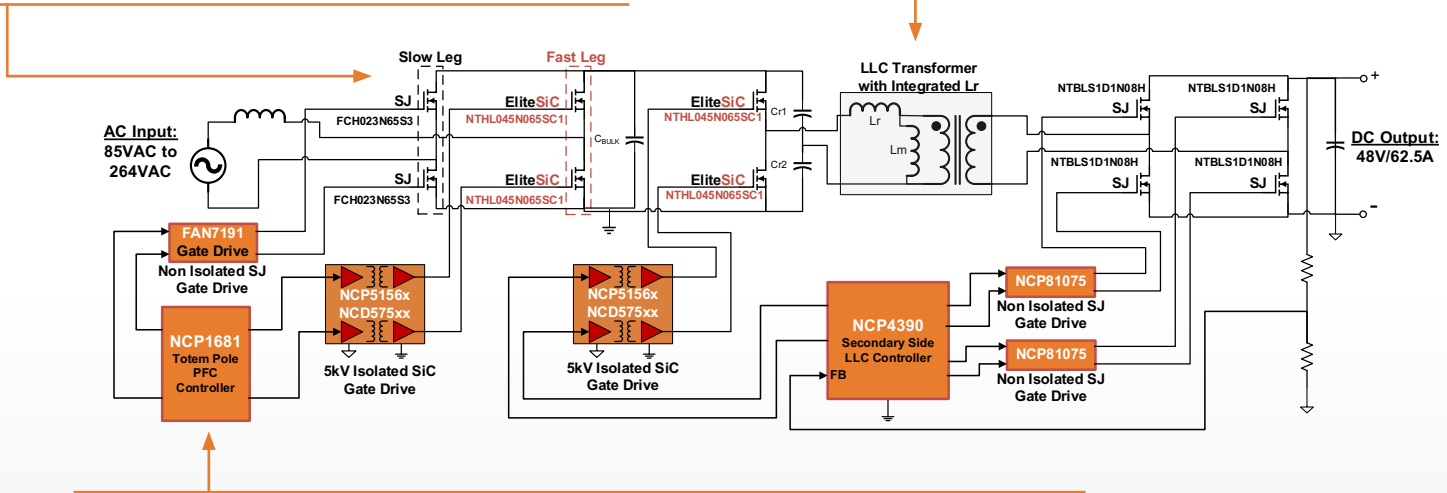 Slow Leg
Fast Leg
LLC Transformer
with Integrated Lr
NTBLS1D1N08H
NTBLS1D1N08H
SJ
EliteSiC
EliteSiC
SJ
SJ
FCH023N65S3
NTHL045N065SC1
NTHL045N065SC1
Cr1
Lr
AC Input:
85VAC to
264VAC
CBULK
Lm
+
DC Output:
48V/62.5A
Cr2
NTBLS1D1N08H
NTBLS1D1N08H
SJ
EliteSiC
EliteSiC
SJ
SJ
FCH023N65S3
NTHL045N065SC1
NTHL045N065SC1
-
FAN7191
Gate Drive
Non Isolated SJ
Gate Drive
NCP5156x
NCD575xx
5kV Isolated SiC
Gate Drive
NCP5156x
NCD575xx
5kV Isolated SiC
Gate Drive
NCP1681
Totem Pole
PFC
Controller
NCP4390
Secondary Side
LLC Controller
FB
NCP81075
Non Isolated SJ
Gate Drive
NCP81075
Non Isolated SJ
Gate Drive